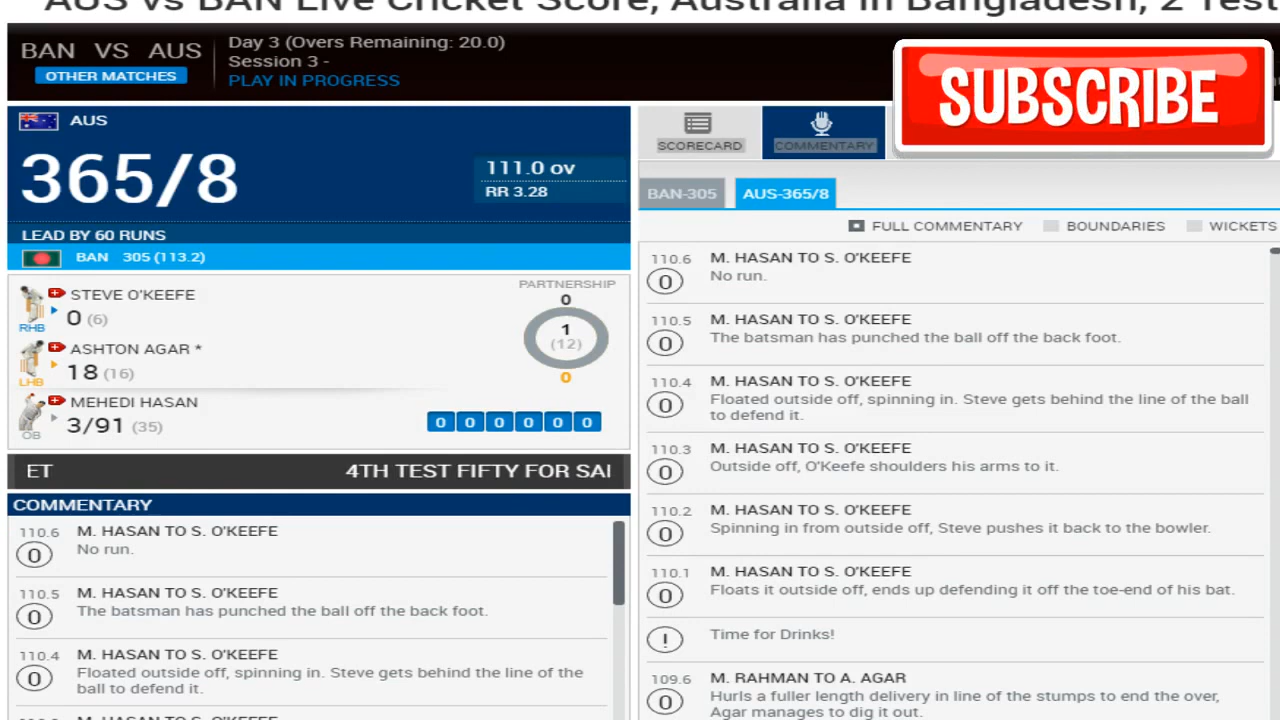 AUS vs BAN Live Cricket Score, Australia in Bangladesh, 2 Test
BAN VS AUS
OTHER MATCHES
Day 3 (Overs Remaining: 20.0)
Session 3 -
PLAY IN PROGRESS
SUBSCRIBE
AUS
365/8
111.0 ov
RR 3.28
LEAD BY 60 RUNS
BAN 305 (113.2)
STEVE O'KEEFE
0 (6)
RHB
ASHTON AGAR *
18 (16)
LHB
MEHEDI HASAN
3/91 (35)
OB
PARTNERSHIP
0
1
(12)
0
0 0 0 0 0 0
ET 4TH TEST FIFTY FOR SAI
COMMENTARY
110.6 M. HASAN TO S. O'KEEFE
0 No run.
110.5 M. HASAN TO S. O'KEEFE
0 The batsman has punched the ball off the back foot.
110.4 M. HASAN TO S. O'KEEFE
0 Floated outside off, spinning in. Steve gets behind the line of the
ball to defend it.
SCORECARD
COMMENTARY
BAN-305
AUS-365/8
FULL COMMENTARY
BOUNDARIES
WICKETS
110.6 M. HASAN TO S. O'KEEFE
0 No run.
110.5 M. HASAN TO S. O'KEEFE
0 The batsman has punched the ball off the back foot.
110.4 M. HASAN TO S. O'KEEFE
0 Floated outside off, spinning in. Steve gets behind the line of the ball
to defend it.
110.3 M. HASAN TO S. O'KEEFE
0 Outside off, O'Keefe shoulders his arms to it.
110.2 M. HASAN TO S. O'KEEFE
0 Spinning in from outside off, Steve pushes it back to the bowler.
110.1 M. HASAN TO S. O'KEEFE
0 Floats it outside off, ends up defending it off the toe-end of his bat.
! Time for Drinks!
109.6 M. RAHMAN TO A. AGAR
0 Hurls a fuller length delivery in line of the stumps to end the over,
Agar manages to dig it out.